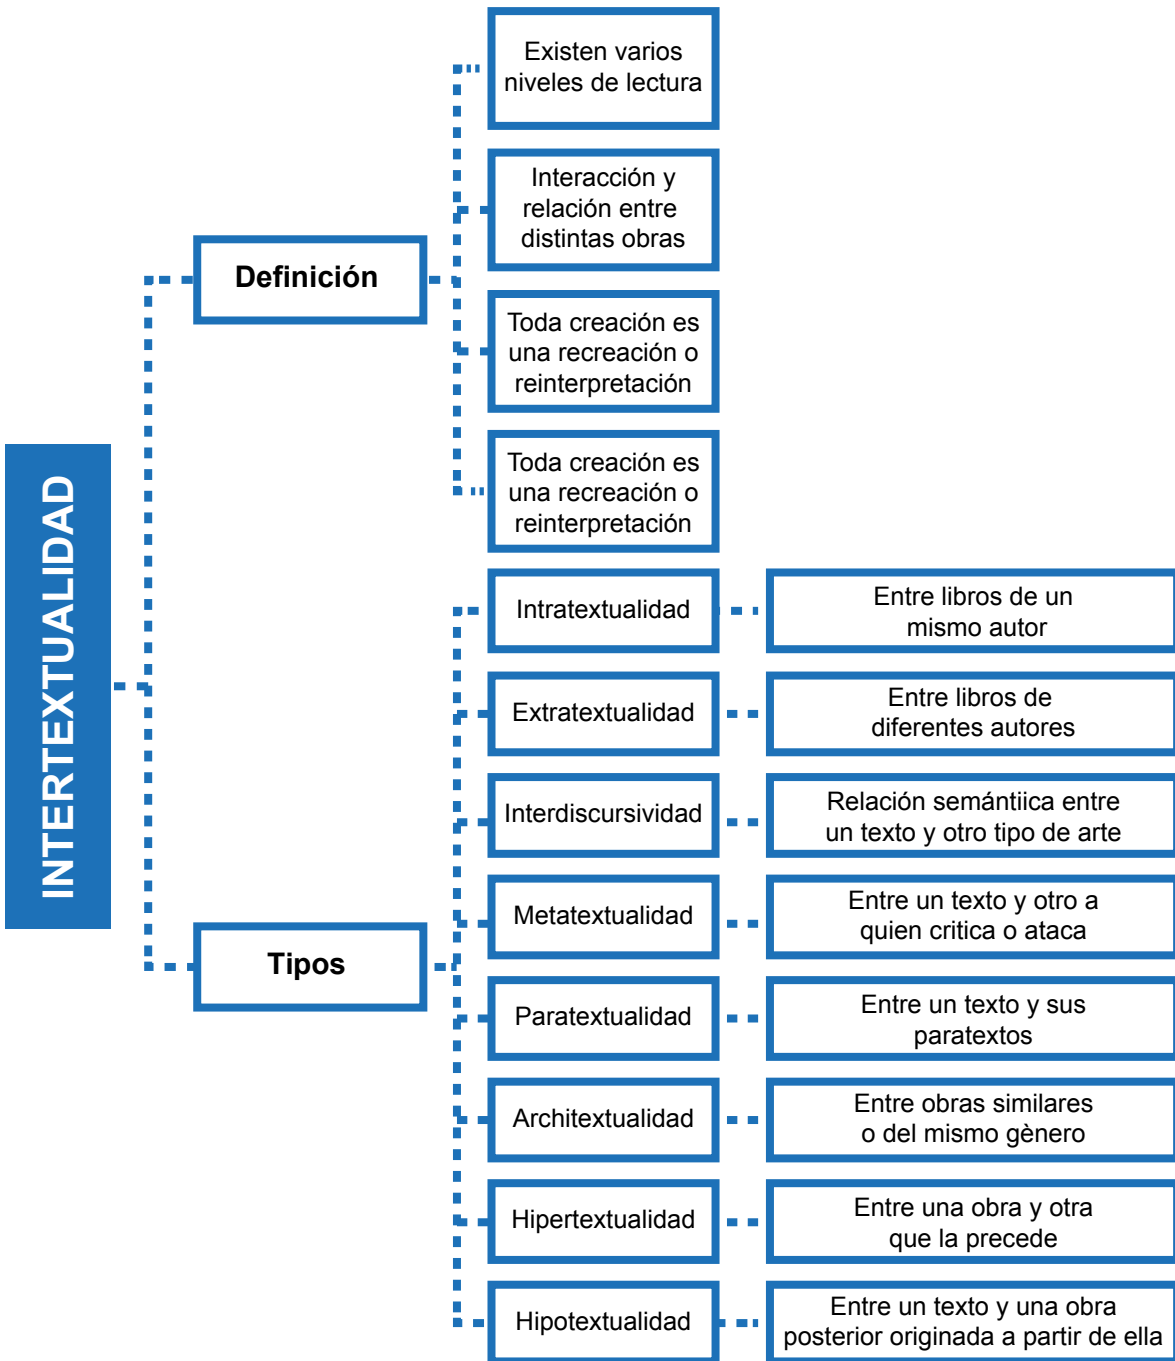 INTERTEXTUALIDAD
Definición
Existen varios
niveles de lectura
Interacción y
relación entre
distintas obras
Toda creación es
una recreación o
reinterpretación
Toda creación es
una recreación o
reinterpretación
Tipos
Intratextualidad
Entre libros de un
mismo autor
Extratextualidad
Entre libros de
diferentes autores
Interdiscursividad
Relación semántiica entre
un texto y otro tipo de arte
Metatextualidad
Entre un texto y otro a
quien critica o ataca
Paratextualidad
Entre un texto y sus
paratextos
Architextualidad
Entre obras similares
o del mismo gènero
Hipertextualidad
Entre una obra y otra
que la precede
Hipotextualidad
Entre un texto y una obra
posterior originada a partir de ella